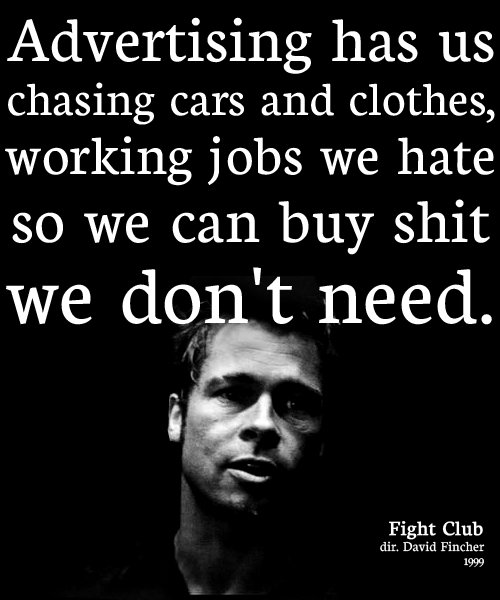 Advertising has us
chasing cars and clothes,
working jobs we hate
so we can buy shit
we don't need.
Fight Club
dir. David Fincher
1999